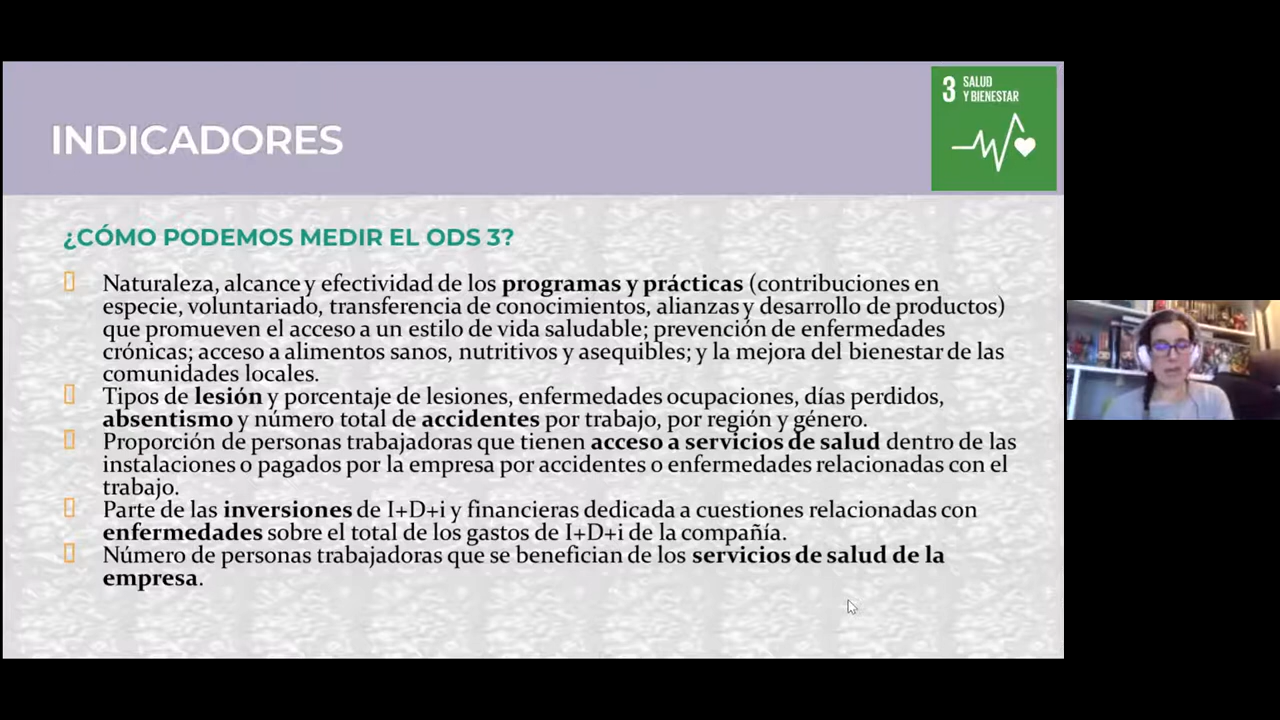 3 SALUD
Y BIENESTAR
INDICADORES
¿CÓMO PODEMOS MEDIR EL ODS 3?
Naturaleza, alcance y efectividad de los programas y prácticas (contribuciones en
especie, voluntariado, transferencia de conocimientos, alianzas y desarrollo de productos)
que promueven el acceso a un estilo de vida saludable; prevención de enfermedades
crónicas; acceso a alimentos sanos, nutritivos y asequibles; y la mejora del bienestar de las
comunidades locales.
Tipos de lesión y porcentaje de lesiones, enfermedades ocupaciones, días perdidos,
absentismo y número total de accidentes por trabajo, por región y género.
Proporción de personas trabajadoras que tienen acceso a servicios de salud dentro de las
instalaciones o pagados por la empresa por accidentes o enfermedades relacionadas con el
trabajo.
Parte de las inversiones de I+D+i y financieras dedicada a cuestiones relacionadas con
enfermedades sobre el total de los gastos de I+D+i de la compañía.
Número de personas trabajadoras que se benefician de los servicios de salud de la
empresa.